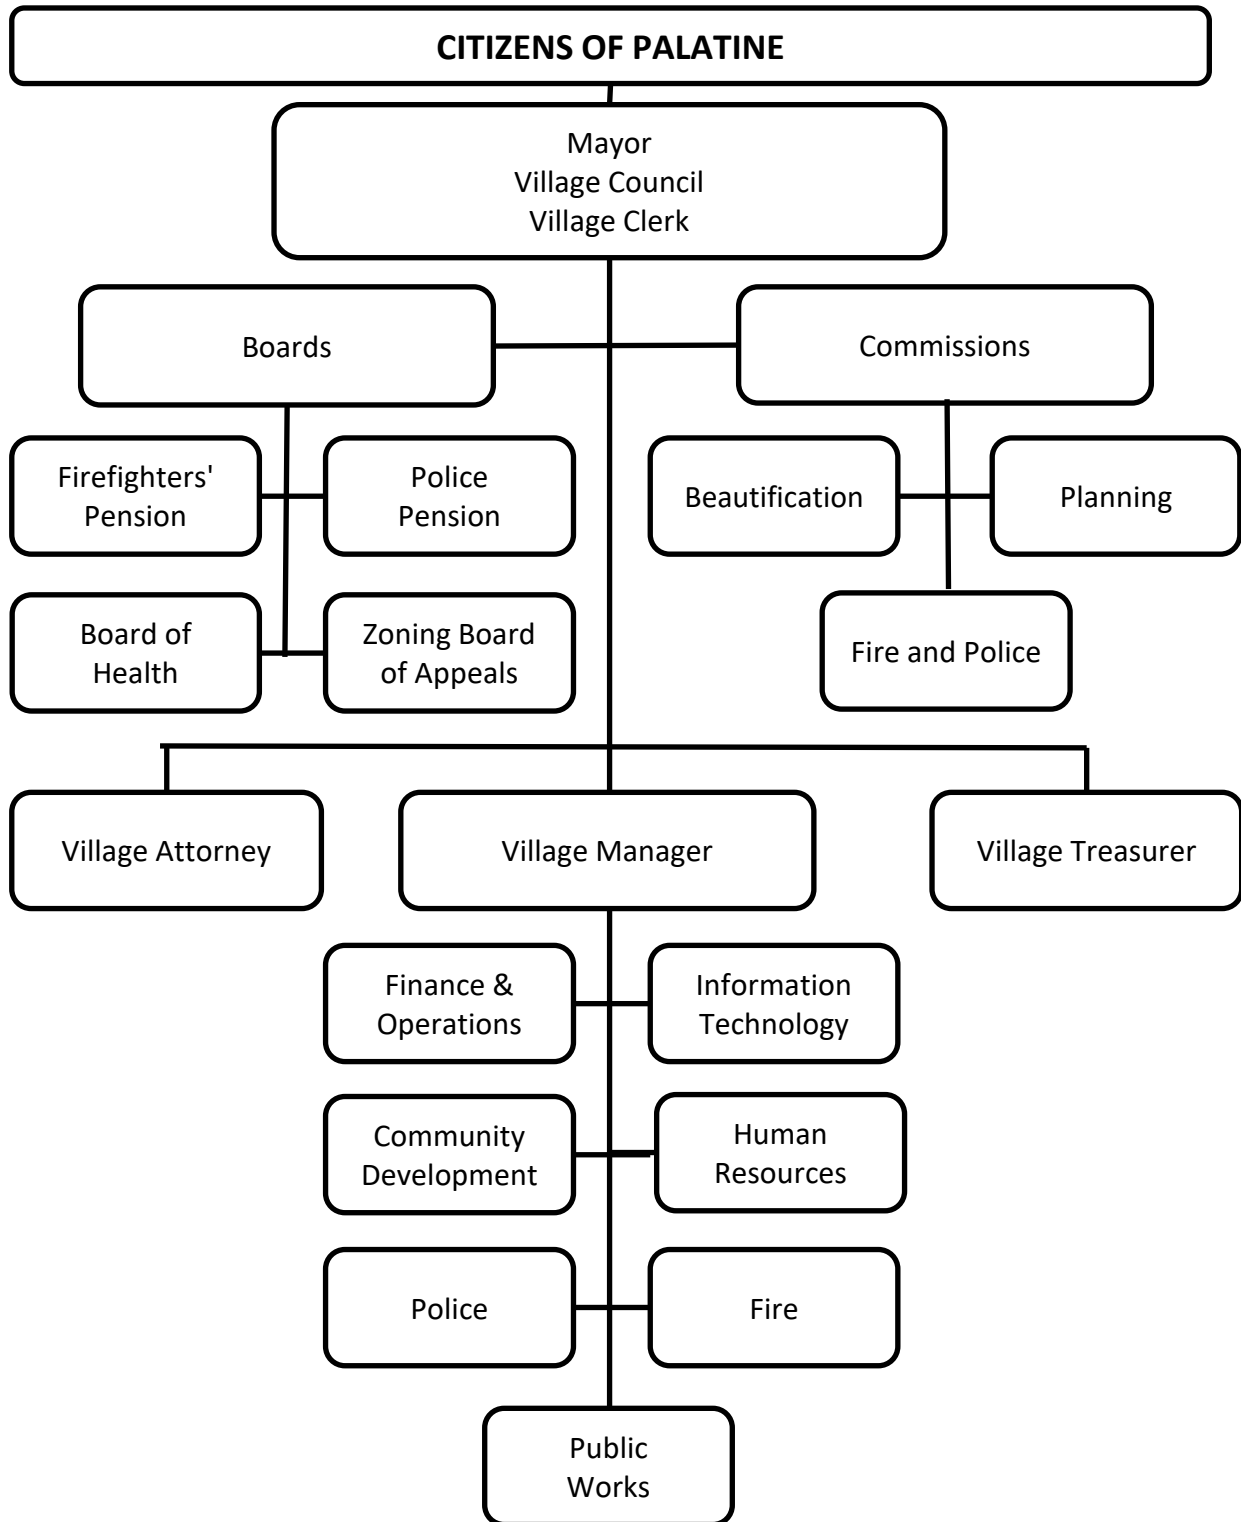 CITIZENS OF PALATINE
Mayor
Village Council
Village Clerk
Boards
Commissions
Firefighters'
Pension
Police
Pension
Beautification
Planning
Board of
Health
Zoning Board
of Appeals
Fire and Police
Village Attorney
Village Manager
Village Treasurer
Finance &
Operations
Information
Technology
Community
Development
Human
Resources
Police
Fire
Public
Works